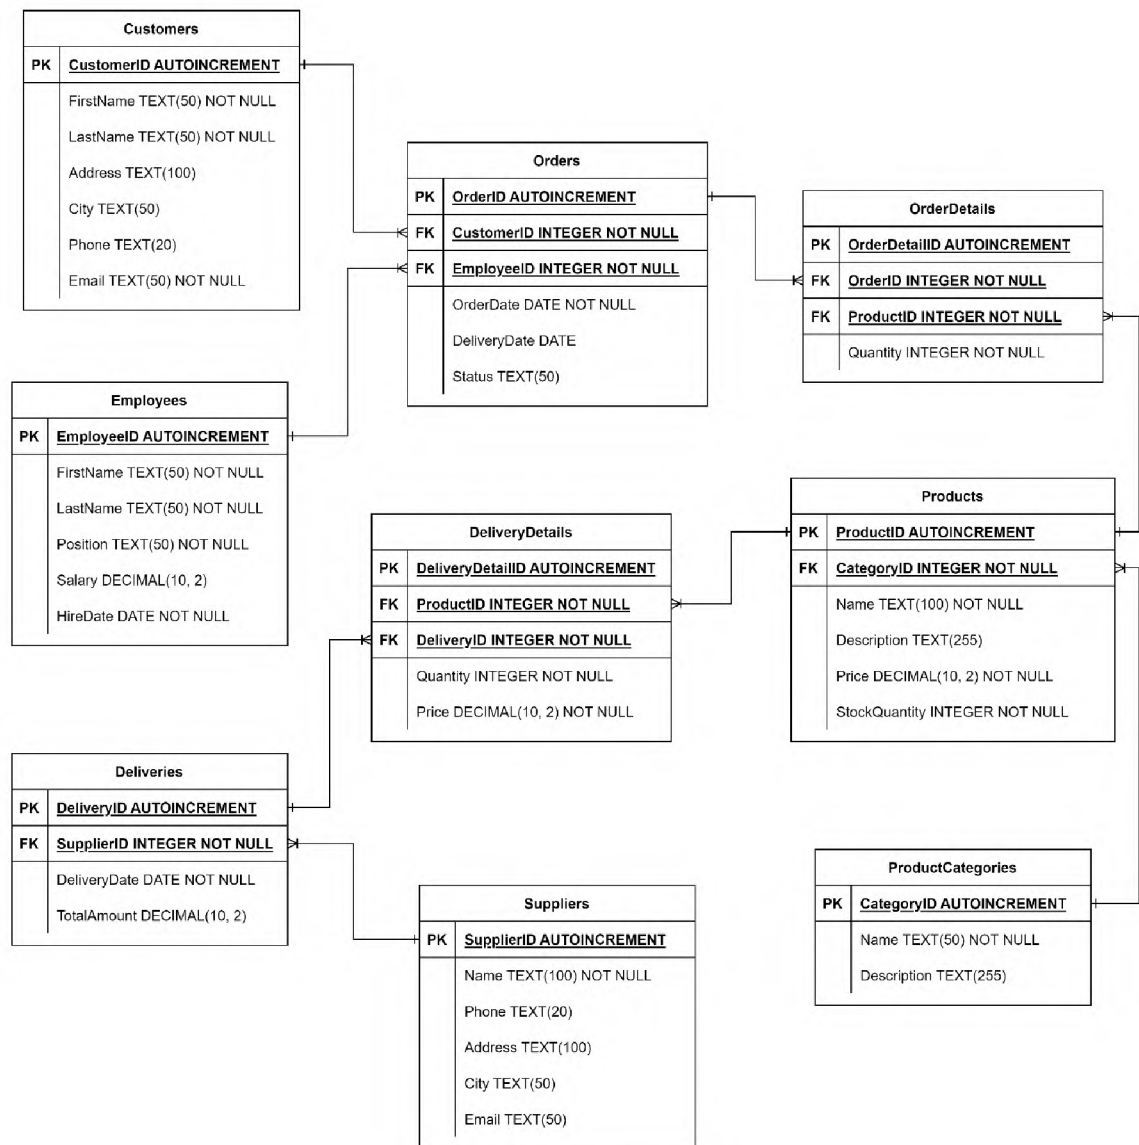 Customers
PK CustomerID AUTOINCREMENT
FirstName TEXT(50) NOT NULL
LastName TEXT(50) NOT NULL
Address TEXT(100)
City TEXT(50)
Phone TEXT(20)
Email TEXT(50) NOT NULL
Orders
PK OrderID AUTOINCREMENT
FK CustomerID INTEGER NOT NULL
FK EmployeeID INTEGER NOT NULL
OrderDate DATE NOT NULL
DeliveryDate DATE
Status TEXT(50)
OrderDetails
PK OrderDetailID AUTOINCREMENT
FK OrderID INTEGER NOT NULL
FK ProductID INTEGER NOT NULL
Quantity INTEGER NOT NULL
Employees
PK EmployeeID AUTOINCREMENT
FirstName TEXT(50) NOT NULL
LastName TEXT(50) NOT NULL
Position TEXT(50) NOT NULL
Salary DECIMAL(10, 2)
HireDate DATE NOT NULL
DeliveryDetails
PK DeliveryDetailID AUTOINCREMENT
FK ProductID INTEGER NOT NULL
FK DeliveryID INTEGER NOT NULL
Quantity INTEGER NOT NULL
Price DECIMAL(10, 2) NOT NULL
Products
PK ProductID AUTOINCREMENT
FK CategoryID INTEGER NOT NULL
Name TEXT(100) NOT NULL
Description TEXT(255)
Price DECIMAL(10, 2) NOT NULL
StockQuantity INTEGER NOT NULL
Deliveries
PK DeliveryID AUTOINCREMENT
FK SupplierID INTEGER NOT NULL
DeliveryDate DATE NOT NULL
TotalAmount DECIMAL(10, 2)
Suppliers
PK SupplierID AUTOINCREMENT
Name TEXT(100) NOT NULL
Phone TEXT(20)
Address TEXT(100)
City TEXT(50)
Email TEXT(50)
ProductCategories
PK CategoryID AUTOINCREMENT
Name TEXT(50) NOT NULL
Description TEXT(255)